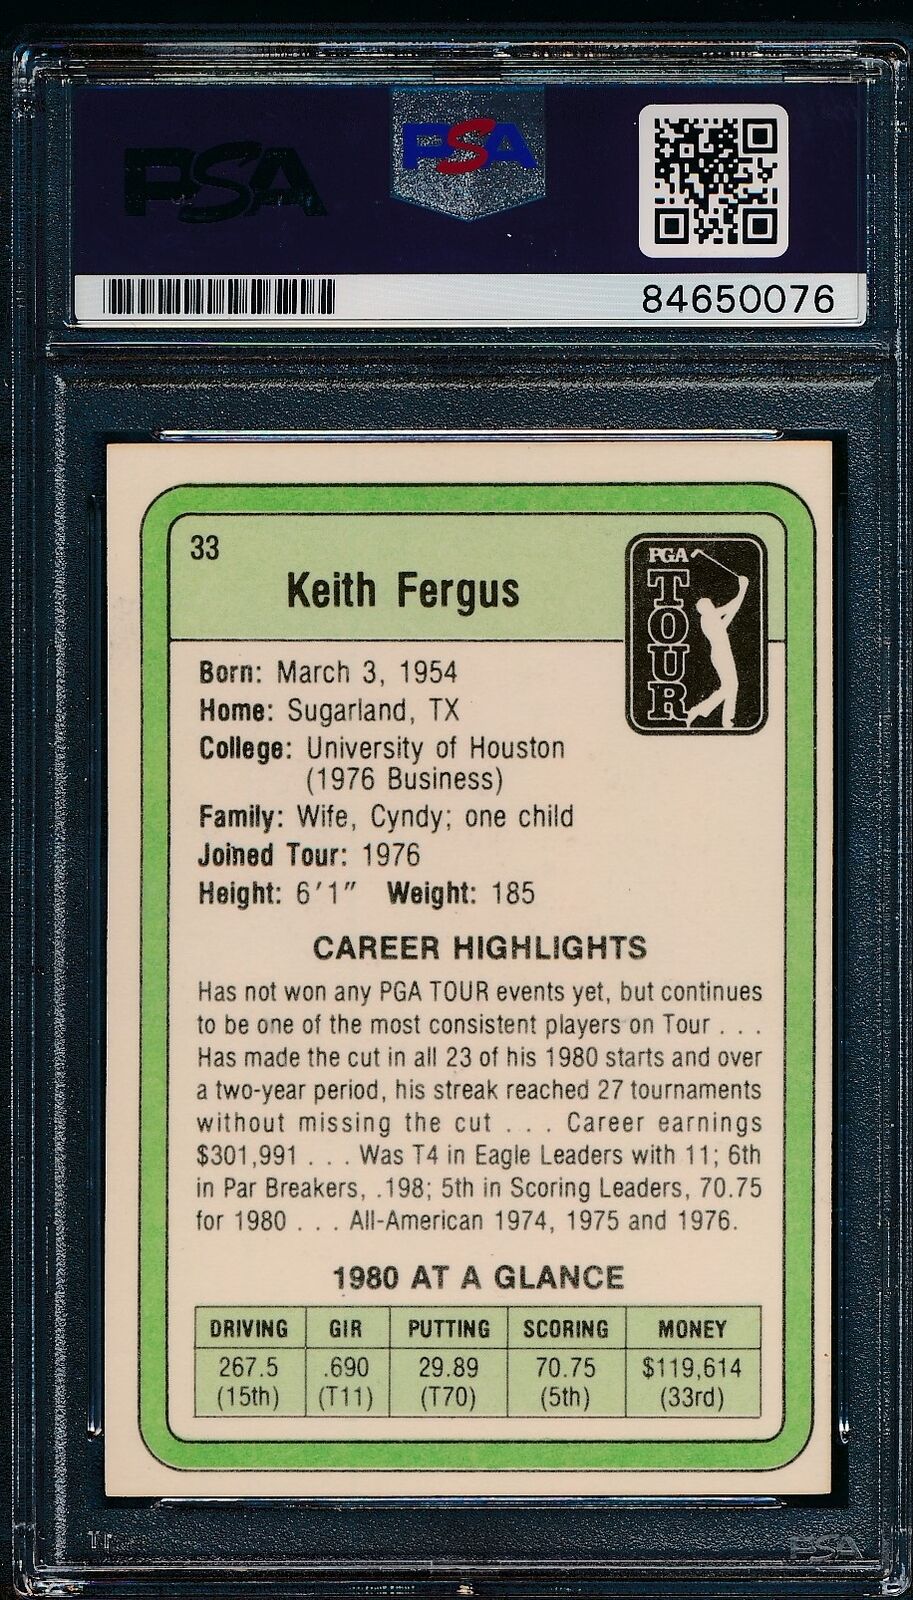 PSA
PSA
84650076
33
Keith Fergus
PGA
TOUR
Born: March 3, 1954
Home: Sugarland, TX
College: University of Houston
(1976 Business)
Family: Wife, Cyndy; one child
Joined Tour: 1976
Height: 6'1" Weight: 185
CAREER HIGHLIGHTS
Has not won any PGA TOUR events yet, but continues
to be one of the most consistent players on Tour . . .
Has made the cut in all 23 of his 1980 starts and over
a two-year period, his streak reached 27 tournaments
without missing the cut . . . Career earnings
$301,991 . . . Was T4 in Eagle Leaders with 11; 6th
in Par Breakers, .198; 5th in Scoring Leaders, 70.75
for 1980 . . . All-American 1974, 1975 and 1976.
1980 AT A GLANCE
DRIVING GIR PUTTING SCORING MONEY
267.5 .690 29.89 70.75 $119,614
(15th) (T11) (T70) (5th) (33rd)
PSA